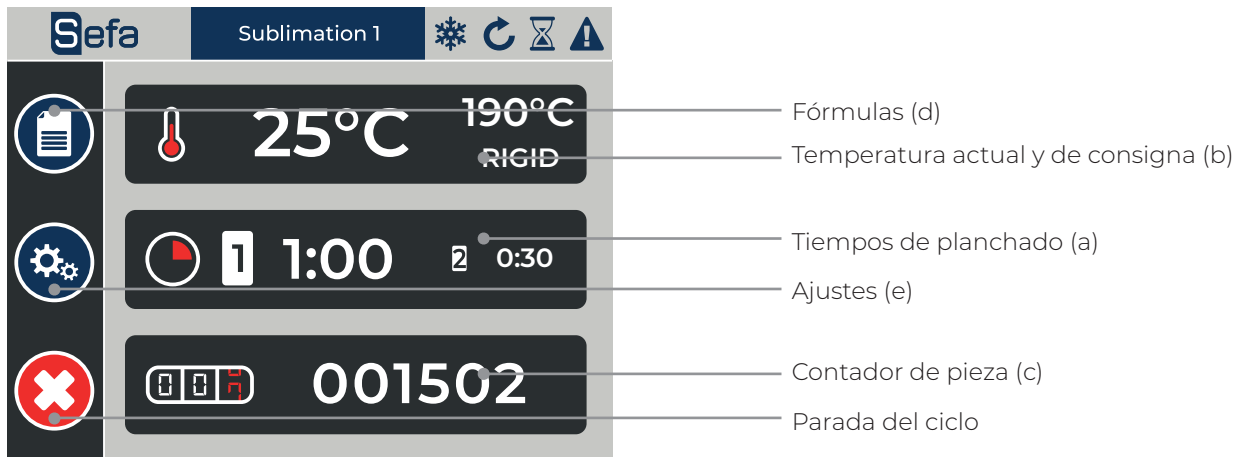 Sefa
Sublimation 1
25°C
190°C
RIGID
1 1:00
2 0:30
001502
Fórmulas (d)
Temperatura actual y de consigna (b)
Tiempos de planchado (a)
Ajustes (e)
Contador de pieza (c)
Parada del ciclo